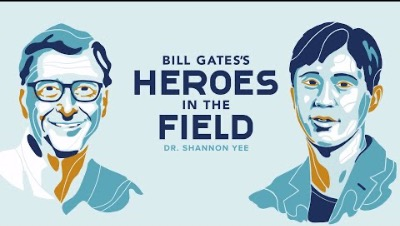 BILL GATES'S
HEROES
IN THE
FIELD
DR. SHANNON YEE